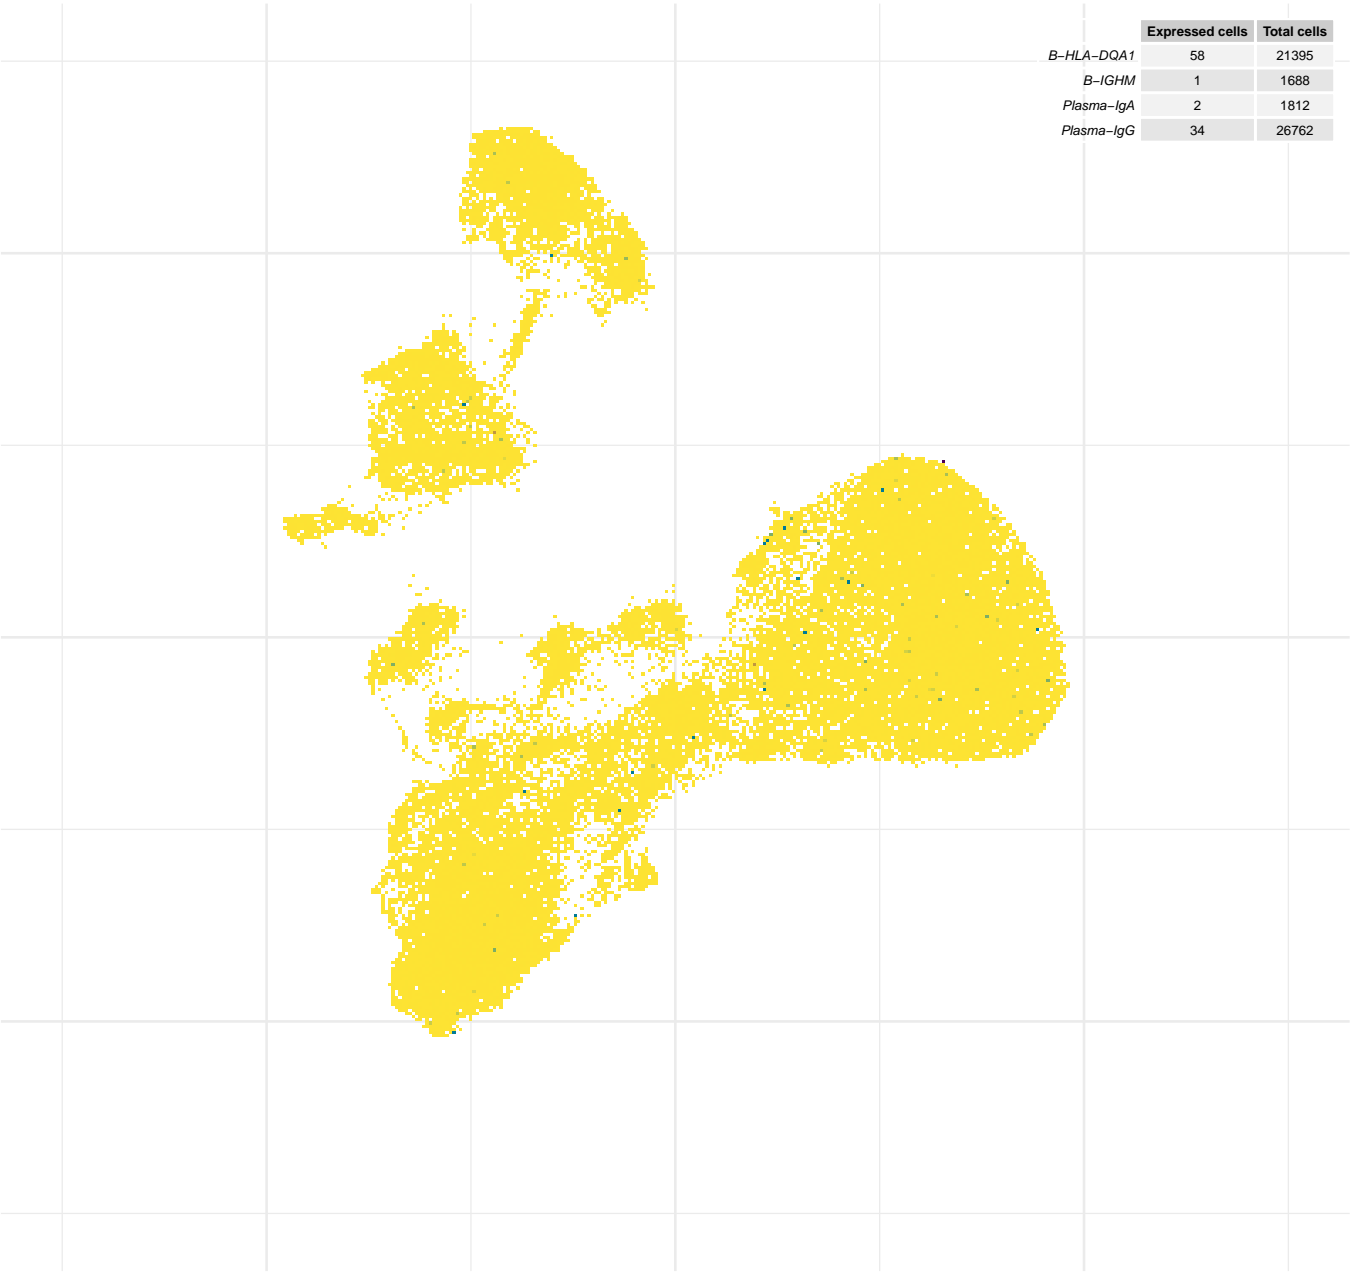 Expressed cells Total cells
B−HLA−DQA1 58 21395
B−IGHM 1 1688
Plasma−IgA 2 1812
Plasma−IgG 34 26762